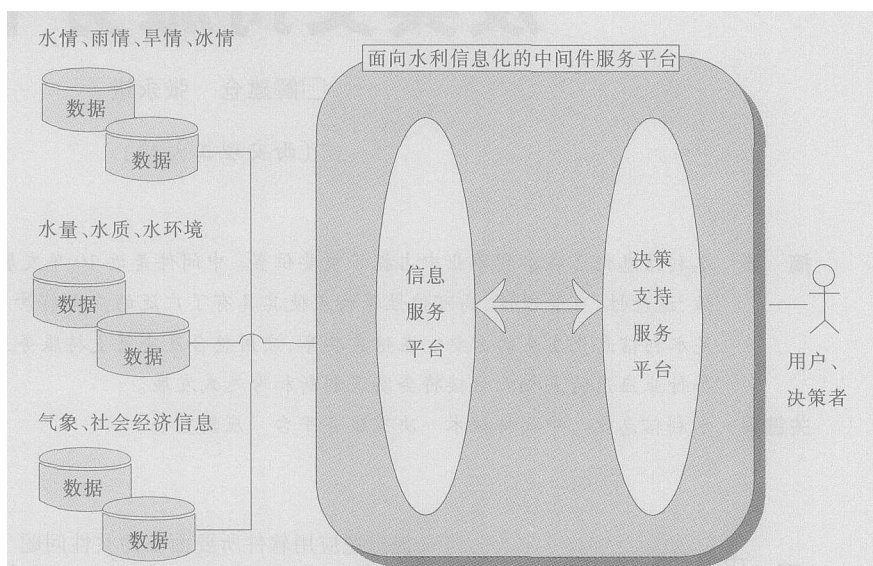 水情、雨情、旱情、冰情
数据
数据
水量、水质、水环境
数据
数据
气象、社会经济信息
数据
数据
面向水利信息化的中间件服务平台
信息
服务
平台
决策
支持
服务
平台
用户、
决策者